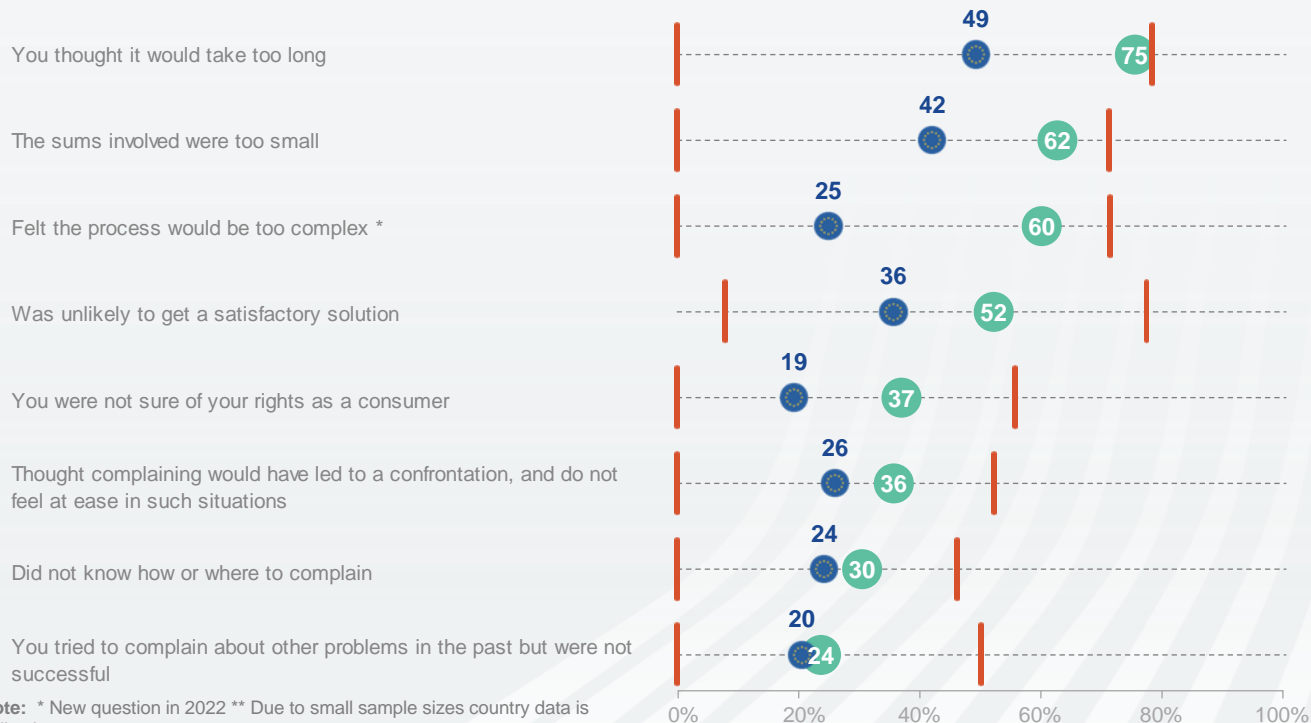 49
You thought it would take too long
75
42
The sums involved were too small
62
25
Felt the process would be too complex *
60
36
Was unlikely to get a satisfactory solution
52
19
You were not sure of your rights as a consumer
37
26
Thought complaining would have led to a confrontation, and do not
feel at ease in such situations
36
24
Did not know how or where to complain
30
20
You tried to complain about other problems in the past but were not
successful
24
ote: * New question in 2022 ** Due to small sample sizes country data is
0% 20% 40% 60% 80% 100%